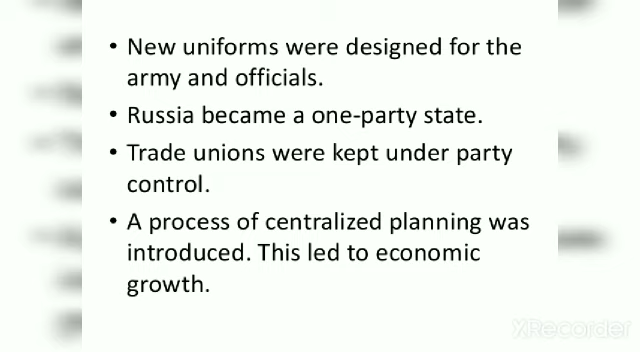 • New uniforms were designed for the
army and officials.
• Russia became a one-party state.
• Trade unions were kept under party
control.
• A process of centralized planning was
introduced. This led to economic
growth.
XRecorder